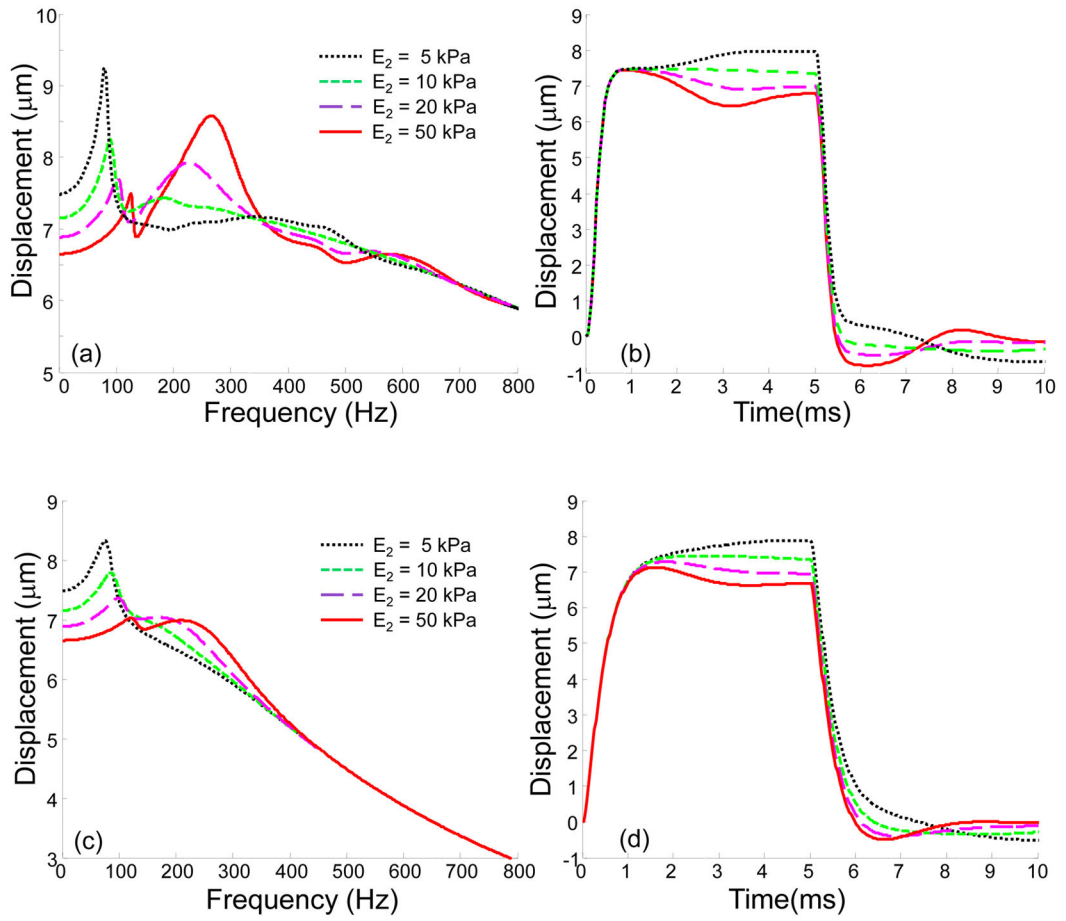 10
9
8
7
6
5
Displacement (μm)
E₂ = 5 kPa
E₂ = 10 kPa
E₂ = 20 kPa
E₂ = 50 kPa
(a)
0 100 200 300 400 500 600 700 800
Frequency (Hz)
9
8
7
6
5
4
3
2
1
0
-1
Displacement (μm)
(b)
0 1 2 3 4 5 6 7 8 9 10
Time(ms)
9
8
7
6
5
4
3
Displacement (μm)
E₂ = 5 kPa
E₂ = 10 kPa
E₂ = 20 kPa
E₂ = 50 kPa
(c)
0 100 200 300 400 500 600 700 800
Frequency (Hz)
9
8
7
6
5
4
3
2
1
0
-1
Displacement (μm)
(d)
0 1 2 3 4 5 6 7 8 9 10
Time(ms)